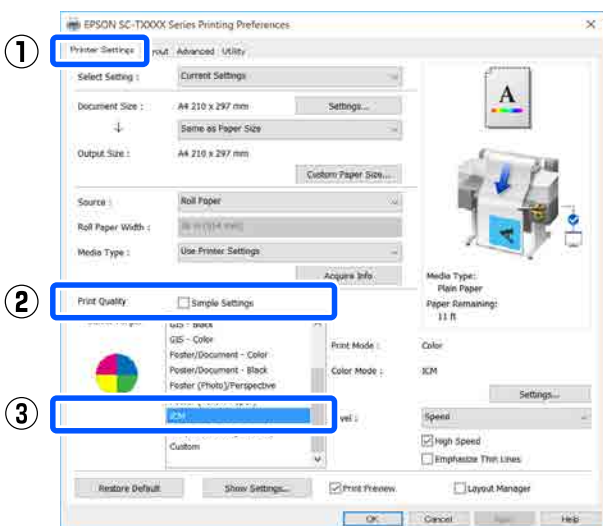 EPSON SC-TXXXX Series Printing Preferences
①
Printer Settings
Advanced
Utility
Select Setting :
Current Settings
Document Size :
A4 210 x 297 mm
Settings...
Same as Paper Size
Output Size :
A4 210 x 297 mm
Custom Paper Size...
Source :
Roll Paper
Roll Paper Width :
Media Type :
Use Printer Settings
Acquire Info
A
Media Type:
Plain Paper
Paper Remaining:
11 ft
②
Print Quality
Simple Settings
GIS - Color
Poster/Document - Color
Poster/Document - Black
Poster (Photo)/Perspective
③
ICM
Custom
Print Mode :
Color
Color Mode :
ICM
Settings...
Speed
High Speed
Emphasize Thin Lines
Restore Default
Show Settings...
Print Preview
Layout Manager
OK
Cancel
Help